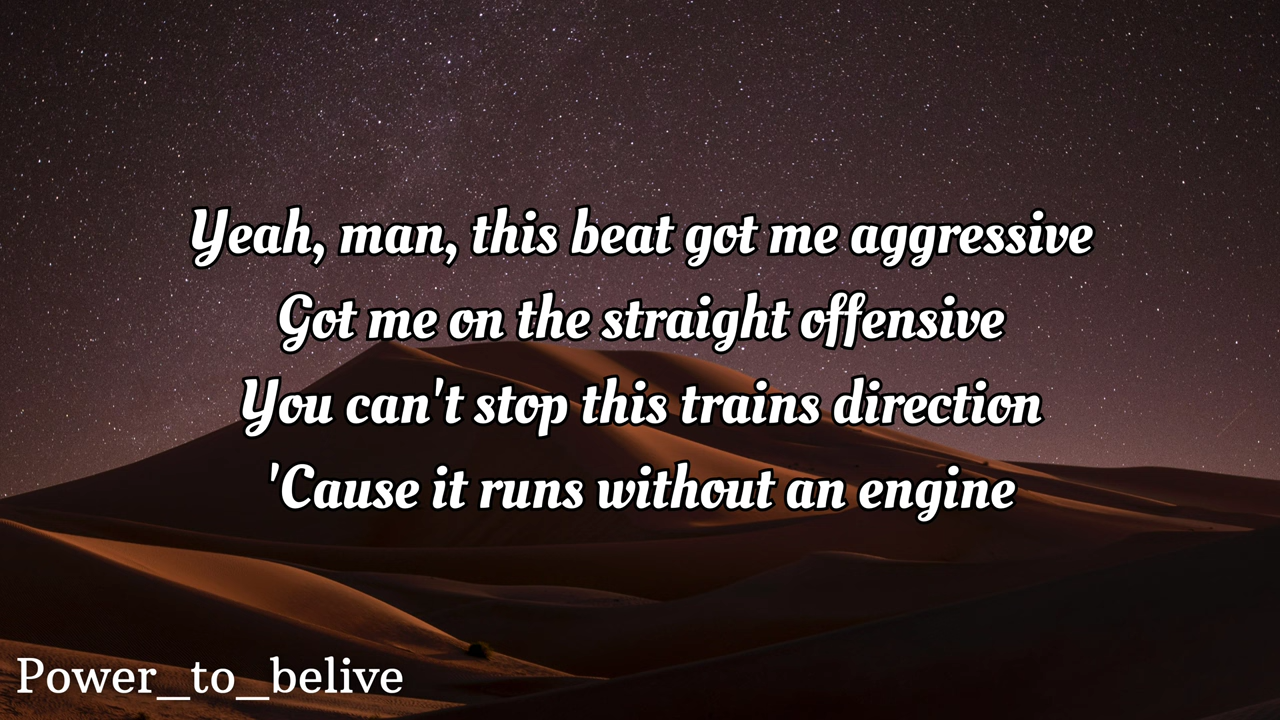 Yeah, man, this beat got me aggressive
Got me on the straight offensive
You can't stop this trains direction
'Cause it runs without an engine
Power_to_belive